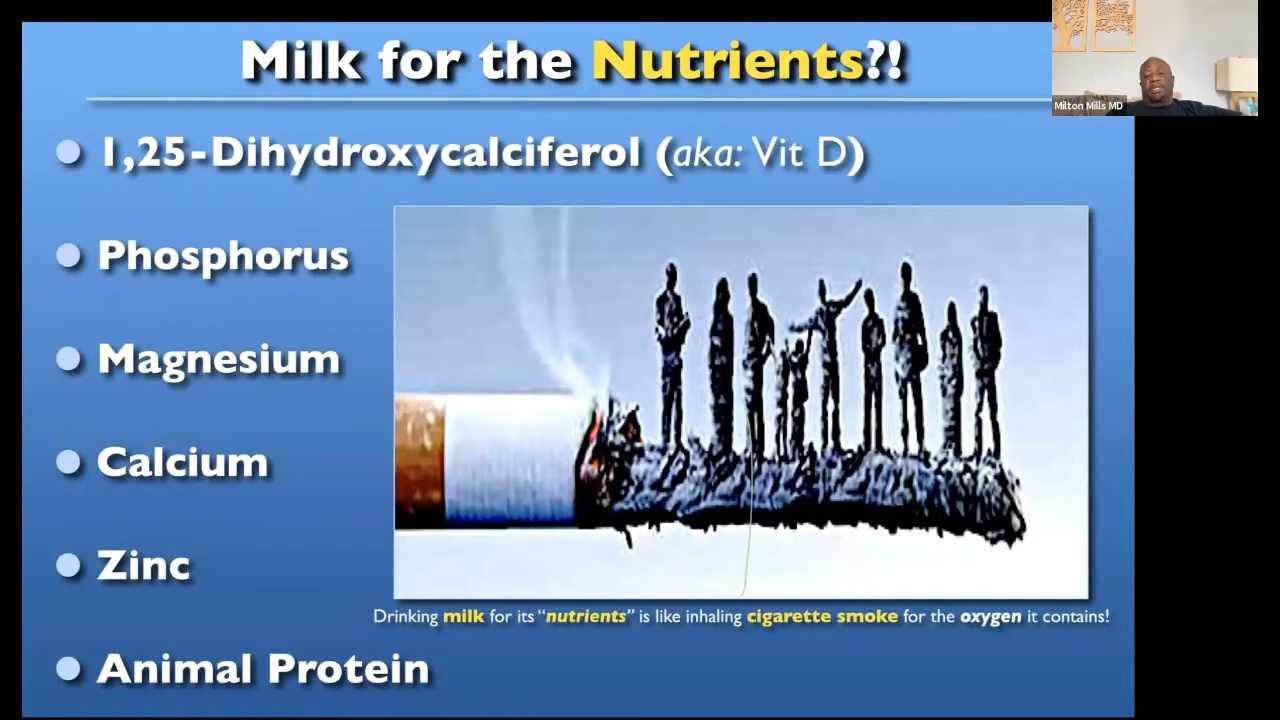 Milk for the Nutrients?!
Milton Mills MD
1,25-Dihydroxycalciferol (aka: Vit D)
Phosphorus
Magnesium
Calcium
Zinc
Drinking milk for its “nutrients” is like inhaling cigarette smoke for the oxygen it contains!
Animal Protein